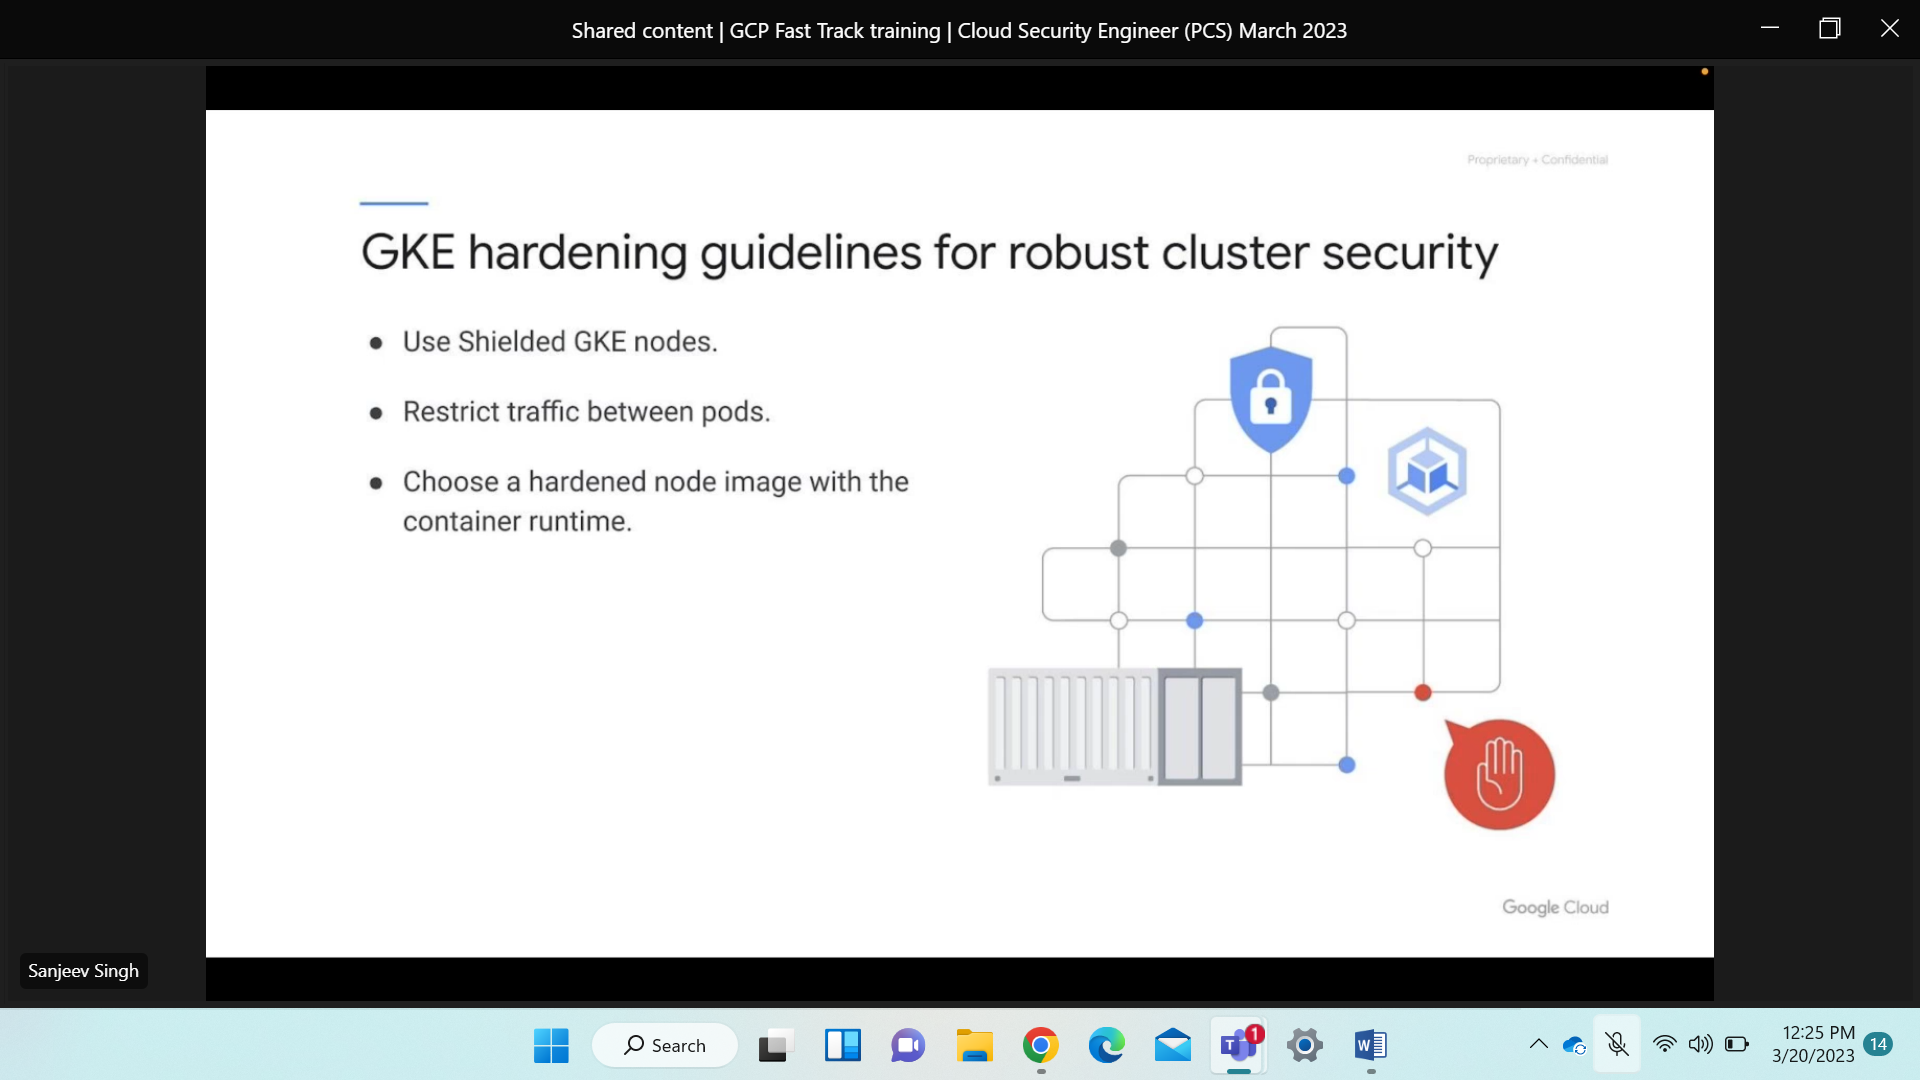 Shared content | GCP Fast Track training | Cloud Security Engineer (PCS) March 2023
Proprietary + Confidential
GKE hardening guidelines for robust cluster security
● Use Shielded GKE nodes.
● Restrict traffic between pods.
● Choose a hardened node image with the
container runtime.
Google Cloud
Sanjeev Singh
Search
T
1
W
12:25 PM
3/20/2023
14